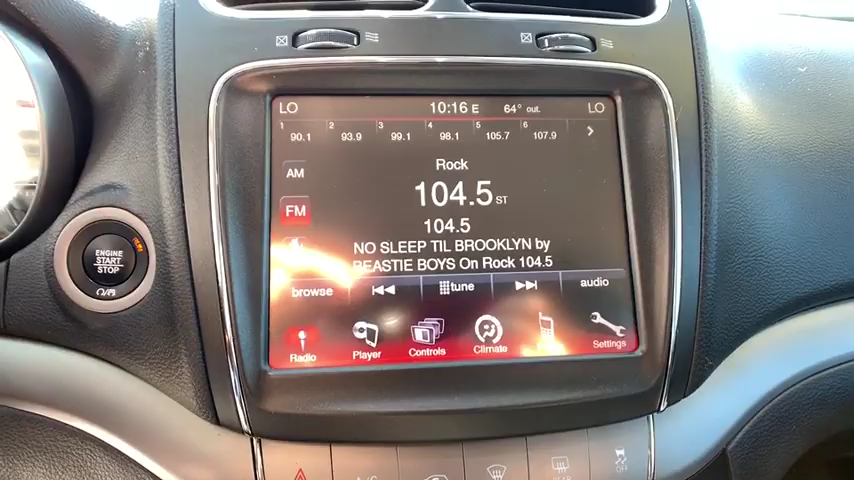 LO 10:16 E 64° out. LO
1 90.1 2 93.9 3 99.1 4 98.1 5 105.7 6 107.9
Rock
AM
104.5 ST
FM
104.5
NO SLEEP TIL BROOKLYN by
BEASTIE BOYS On Rock 104.5
browse tune audio
Radio Player Controls Climate Settings
ENGINE
START
STOP
OFF